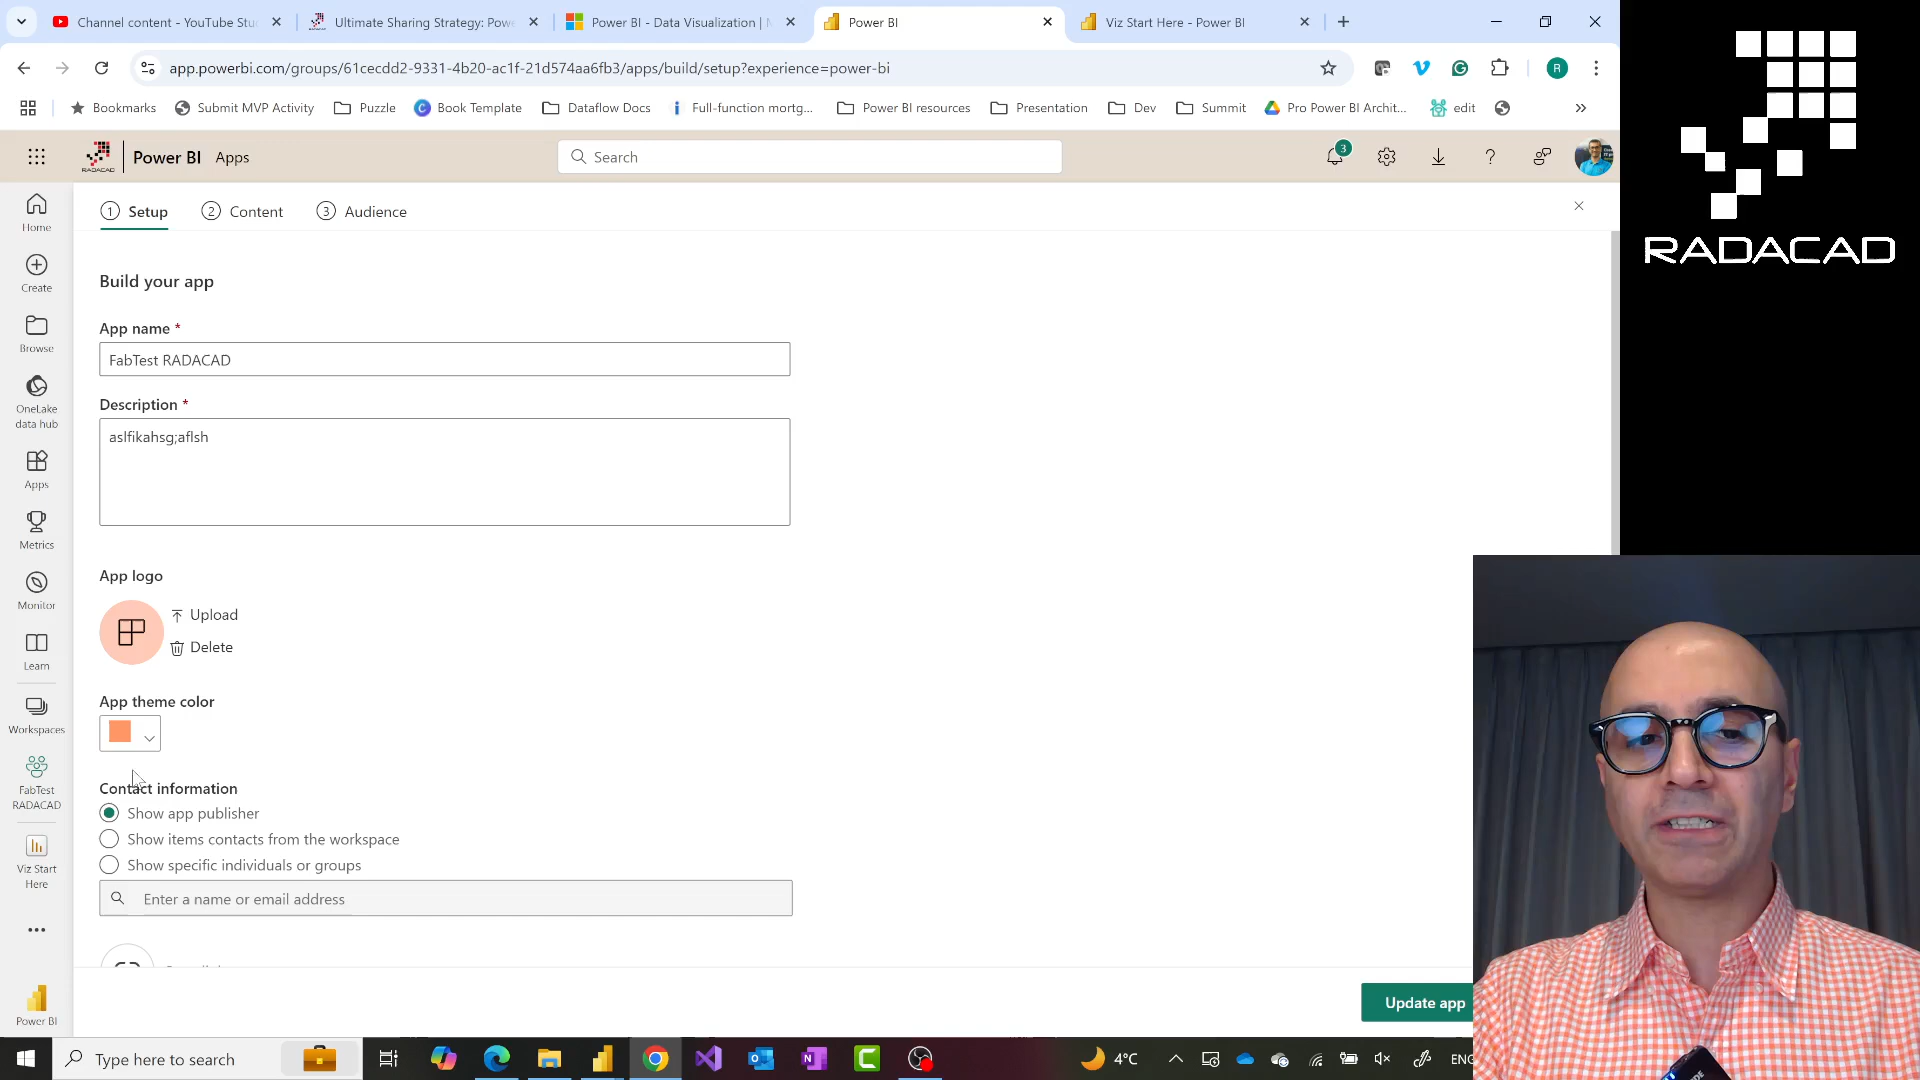 Channel content - YouTube Stu
Ultimate Sharing Strategy: Powe
Power BI - Data Visualization | M
Power BI
Viz Start Here - Power BI
app.powerbi.com/groups/61cecdd2-9331-4b20-ac1f-21d574aa6fb3/apps/build/setup?experience=power-bi
R
Bookmarks
Submit MVP Activity
Puzzle
Book Template
Dataflow Docs
Full-function mortg...
Power BI resources
Presentation
Dev
Summit
Pro Power BI Archit...
edit
RADACAD
Power BI
Apps
Search
3
RADACAD
1 Setup
2 Content
3 Audience
Home
Create
Browse
OneLake
data hub
Apps
Metrics
Monitor
Learn
Workspaces
FabTest
RADACAD
Viz Start
Here
Power BI
Build your app
App name *
FabTest RADACAD
Description *
aslfikahsg;aflsh
App logo
Upload
Delete
App theme color
Contact information
Show app publisher
Show items contacts from the workspace
Show specific individuals or groups
Enter a name or email address
Update app
Type here to search
4°C
ENG